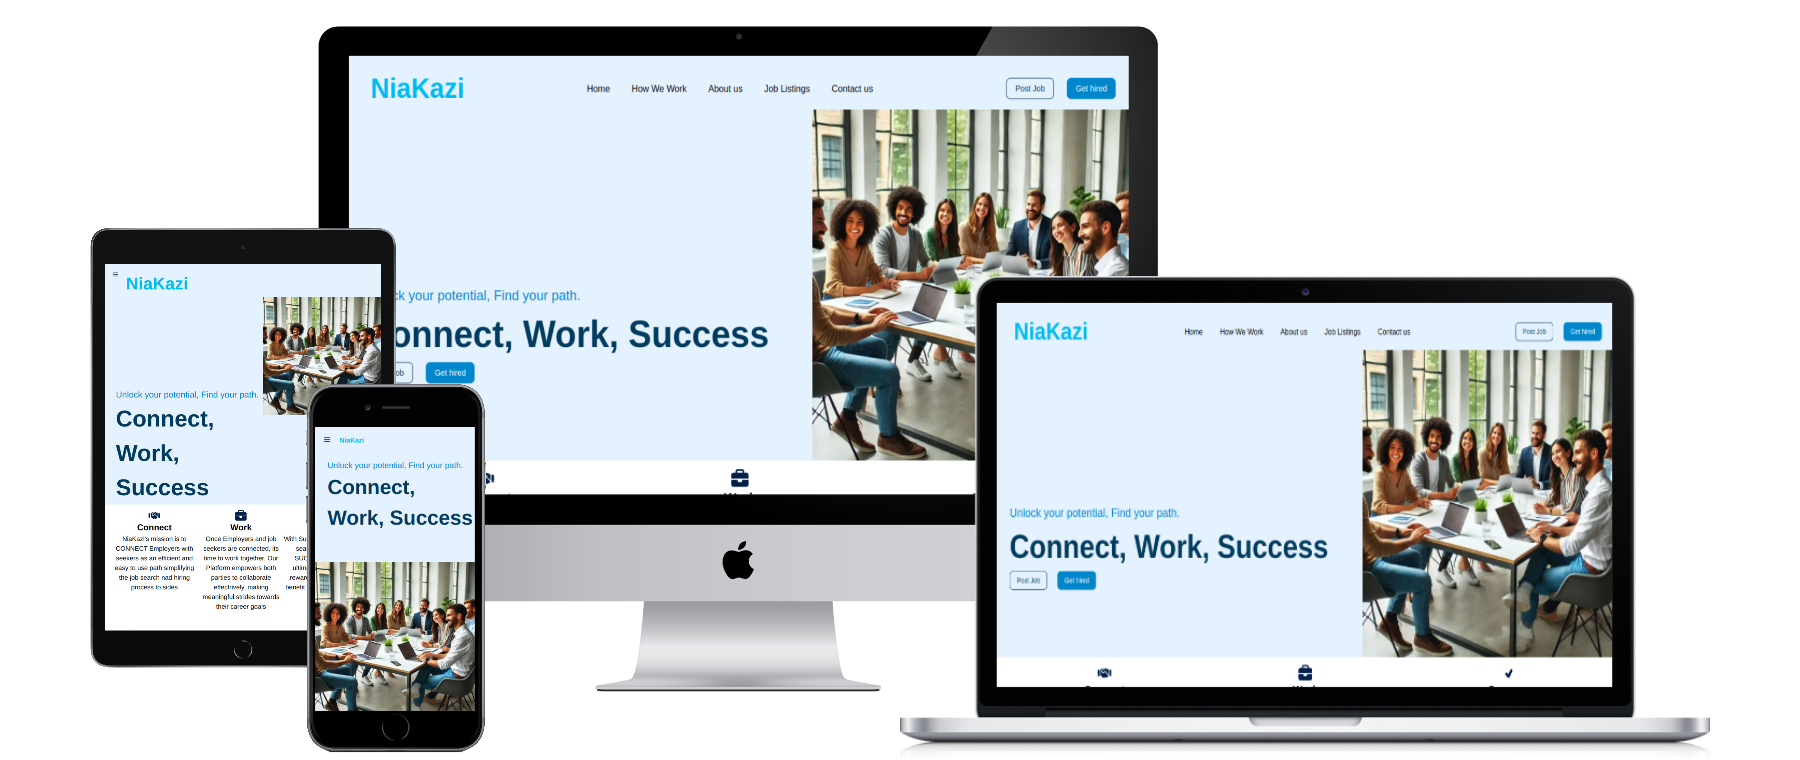 NiaKazi
Home How We Work About us Job Listings Contact us
Post Job Get hired
ck your potential, Find your path.
onnect, Work, Success
ob Get hired
NiaKazi
Unlock your potential, Find your path.
Connect,
Work,
Success
Connect
NiaKazi's mission is to
CONNECT Employers with
seekers as an efficient and
easy to use path simplifying
the job search nad hiring
process to sides
Work
Once Employers and job
seekers are connected, its
time to work together. Our
Platform empowers both
parties to collaborate
effectrively, making
meaningful strides towards
their career goals
With Su
sea
SUC
ultim
rewar
benefit
NiaKazi
Unlock your potential, Find your path.
Connect,
Work, Success
NiaKazi
Home How We Work About us Job Listings Contact us
Post Job Get hired
Unlock your potential, Find your path.
Connect, Work, Success
Post Job Get hired